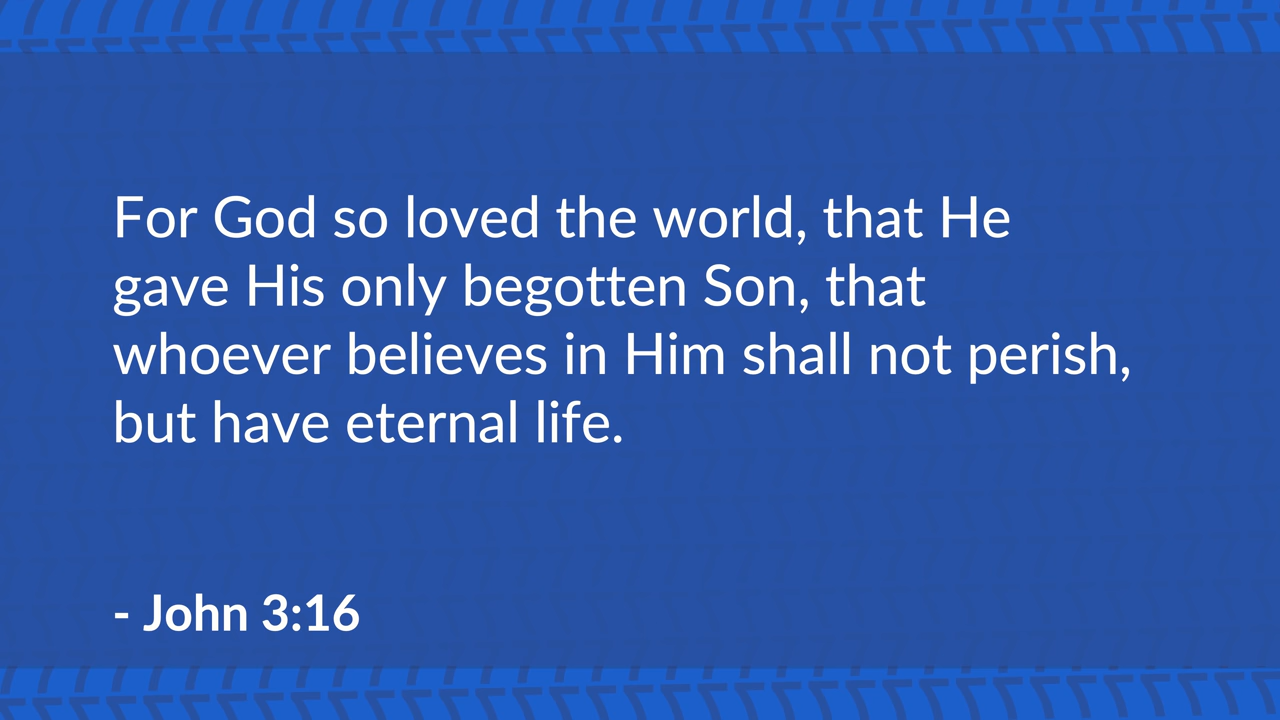 For God so loved the world, that He
gave His only begotten Son, that
whoever believes in Him shall not perish,
but have eternal life.
- John 3:16